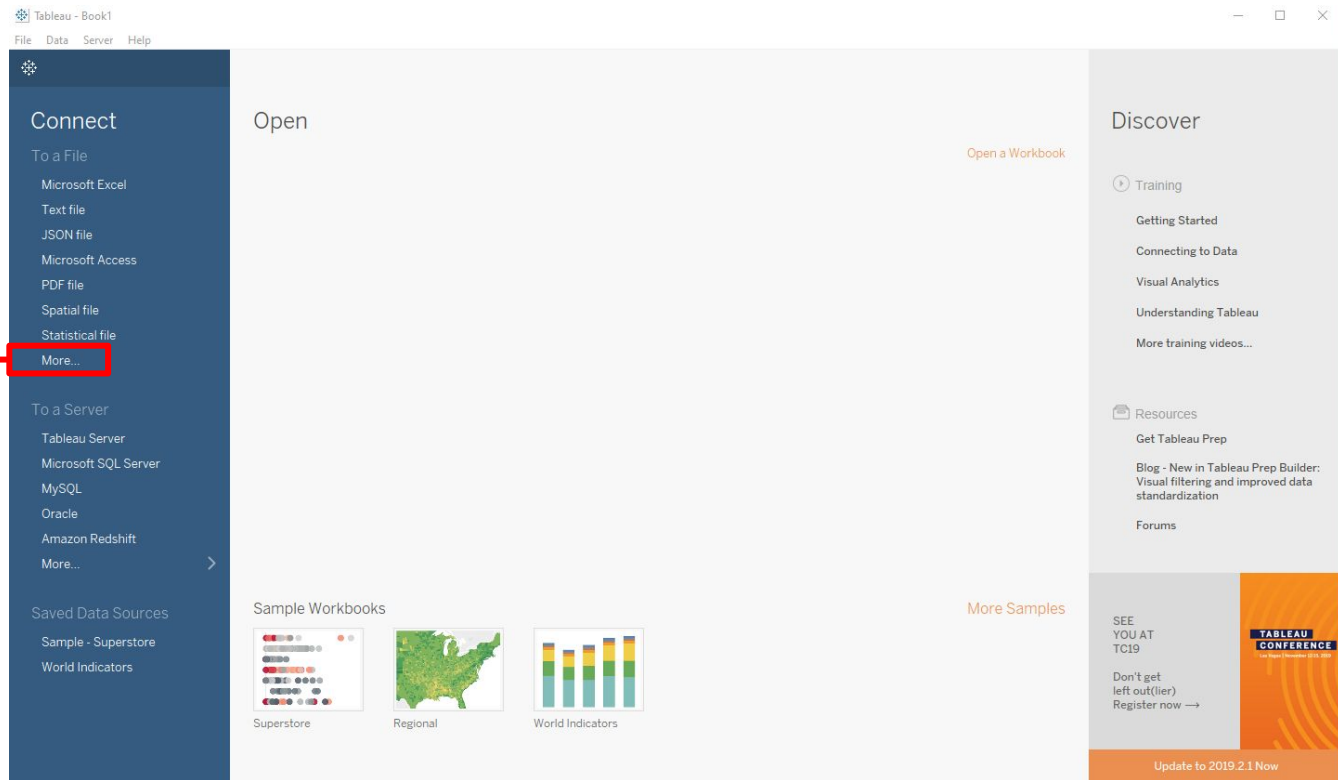 Tableau - Book1
File Data Server Help
Connect
To a File
Microsoft Excel
Text file
JSON file
Microsoft Access
PDF file
Spatial file
Statistical file
More...
To a Server
Tableau Server
Microsoft SQL Server
MySQL
Oracle
Amazon Redshift
More...
Saved Data Sources
Sample - Superstore
World Indicators
Open
Open a Workbook
Sample Workbooks
More Samples
Superstore
Regional
World Indicators
Discover
Training
Getting Started
Connecting to Data
Visual Analytics
Understanding Tableau
More training videos...
Resources
Get Tableau Prep
Blog - New in Tableau Prep Builder:
Visual filtering and improved data
standardization
Forums
SEE
YOU AT
TC19
Don't get
left out(lier)
Register now →
TABLEAU
CONFERENCE
Update to 2019.2.1 Now